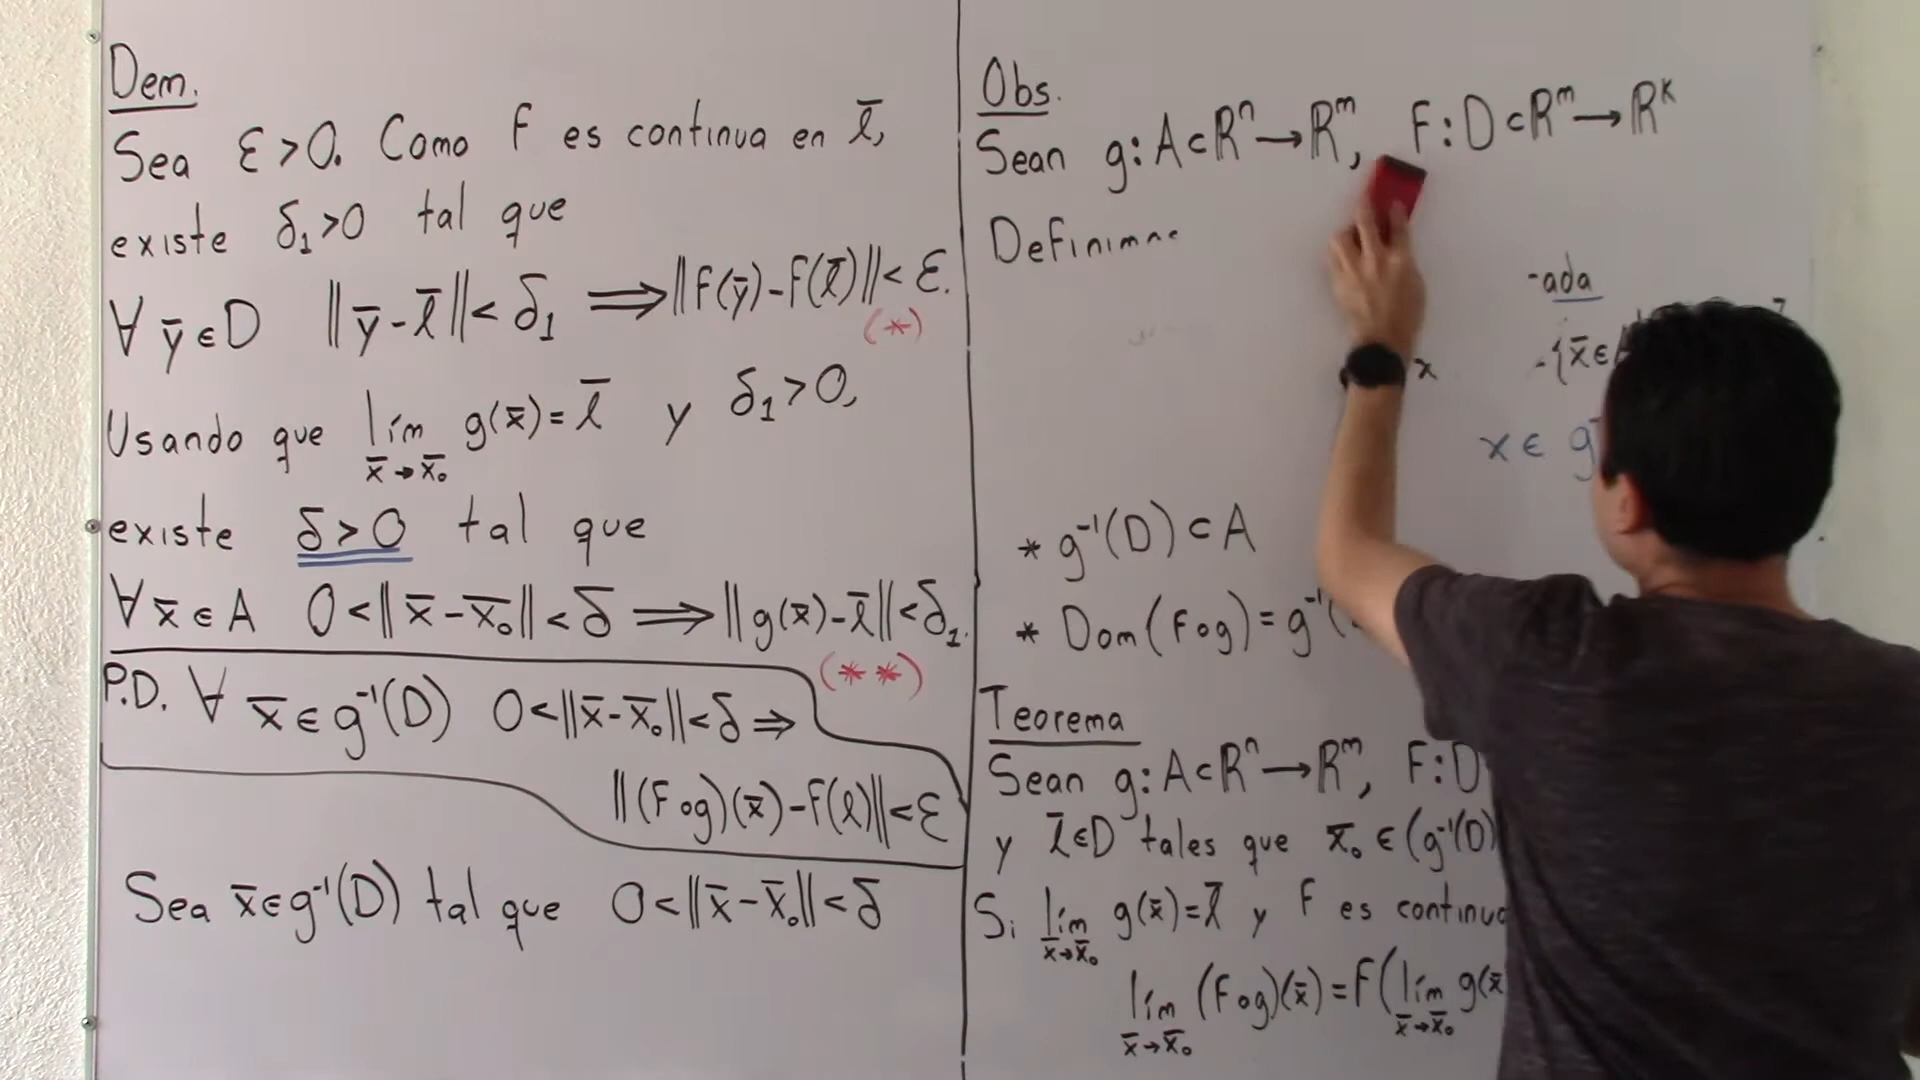 Dem.
Sea ε>0. Como F es continua en l̄,
existe δ₁>0 tal que
∀ ȳ∈D ||ȳ-l̄||<δ₁ ⟹ ||F(ȳ)-F(l̄)||<ε.
(*)
Usando que lím g(x̄)=l̄ y δ₁>0,
x̄→x̄₀
existe δ>0 tal que
∀ x̄∈A 0<||x̄-x̄₀||<δ ⟹ ||g(x̄)-l̄||<δ₁.
(**)
P.D. ∀ x̄∈g⁻¹(D) 0<||x̄-x̄₀||<δ ⇒
||(F∘g)(x̄)-F(l̄)||<ε
Sea x̄∈g⁻¹(D) tal que 0<||x̄-x̄₀||<δ
Obs.
Sean g:A⊂Rⁿ→Rᵐ, F:D⊂Rᵐ→Rᵏ
x
{x̄∈
x∈ g
* g⁻¹(D)⊂A
* Dom(F∘g)=g⁻¹(
Teorema
Sean g:A⊂Rⁿ→Rᵐ, F:D
y l̄∈D tales que x̄₀∈(g⁻¹(D)
Si lím g(x̄)=l̄ y F es
x̄→x̄₀
lím (F∘g)(x̄)=F(lím g(x̄
x̄→x̄₀ x̄→x̄₀